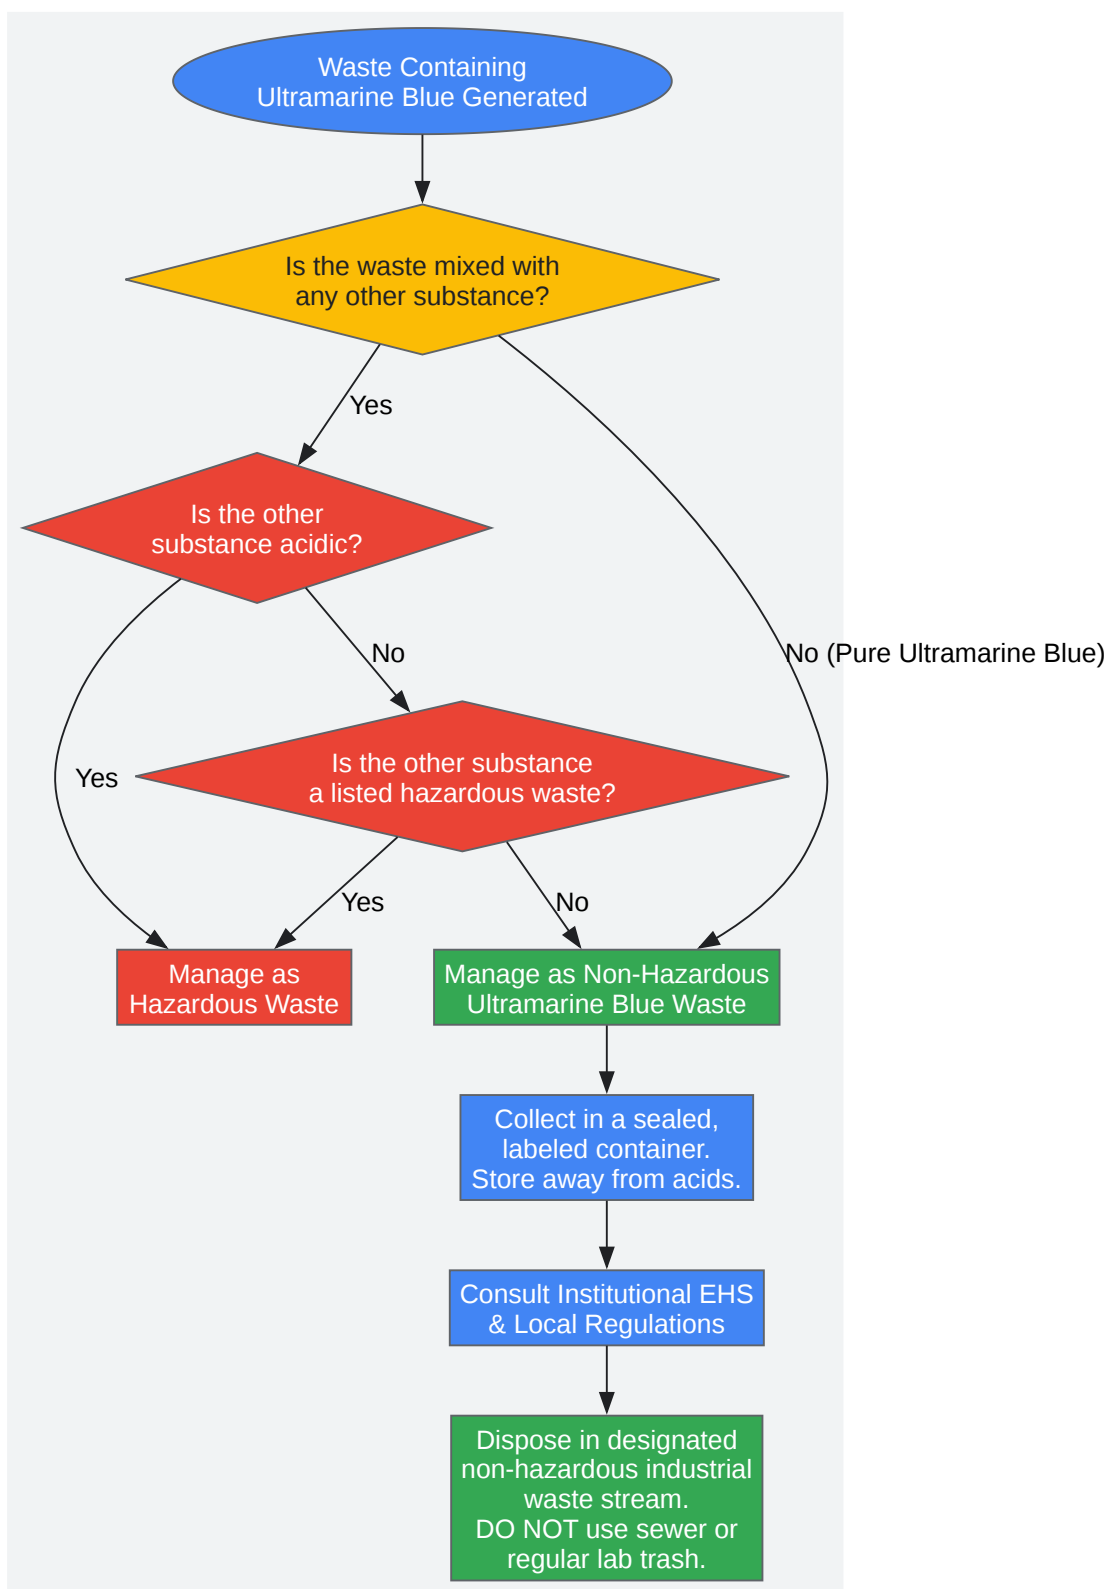 Waste Containing
Ultramarine Blue Generated
Is the waste mixed with
any other substance?
Yes
Is the other
substance acidic?
No
No (Pure Ultramarine Blue)
Is the other substance
a listed hazardous waste?
Yes
Yes
No
Manage as
Hazardous Waste
Manage as Non-Hazardous
Ultramarine Blue Waste
Collect in a sealed,
labeled container.
Store away from acids.
Consult Institutional EHS
& Local Regulations
Dispose in designated
non-hazardous industrial
waste stream.
DO NOT use sewer or
regular lab trash.